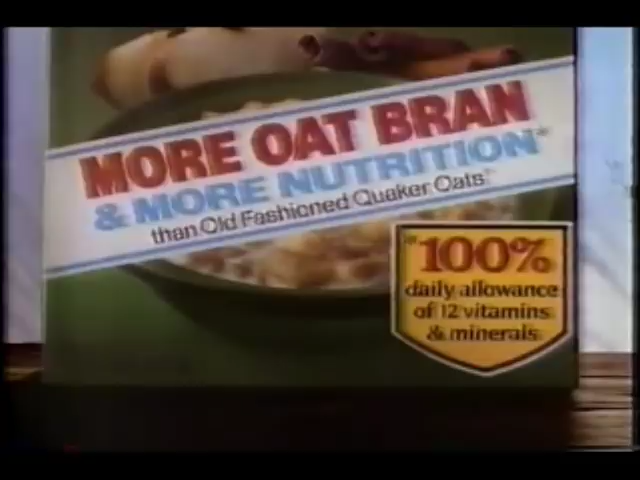 MORE OAT BRAN
& MORE NUTRITION*
than Old Fashioned Quaker Oats.
100%
daily allowance
of 12 vitamins
& minerals